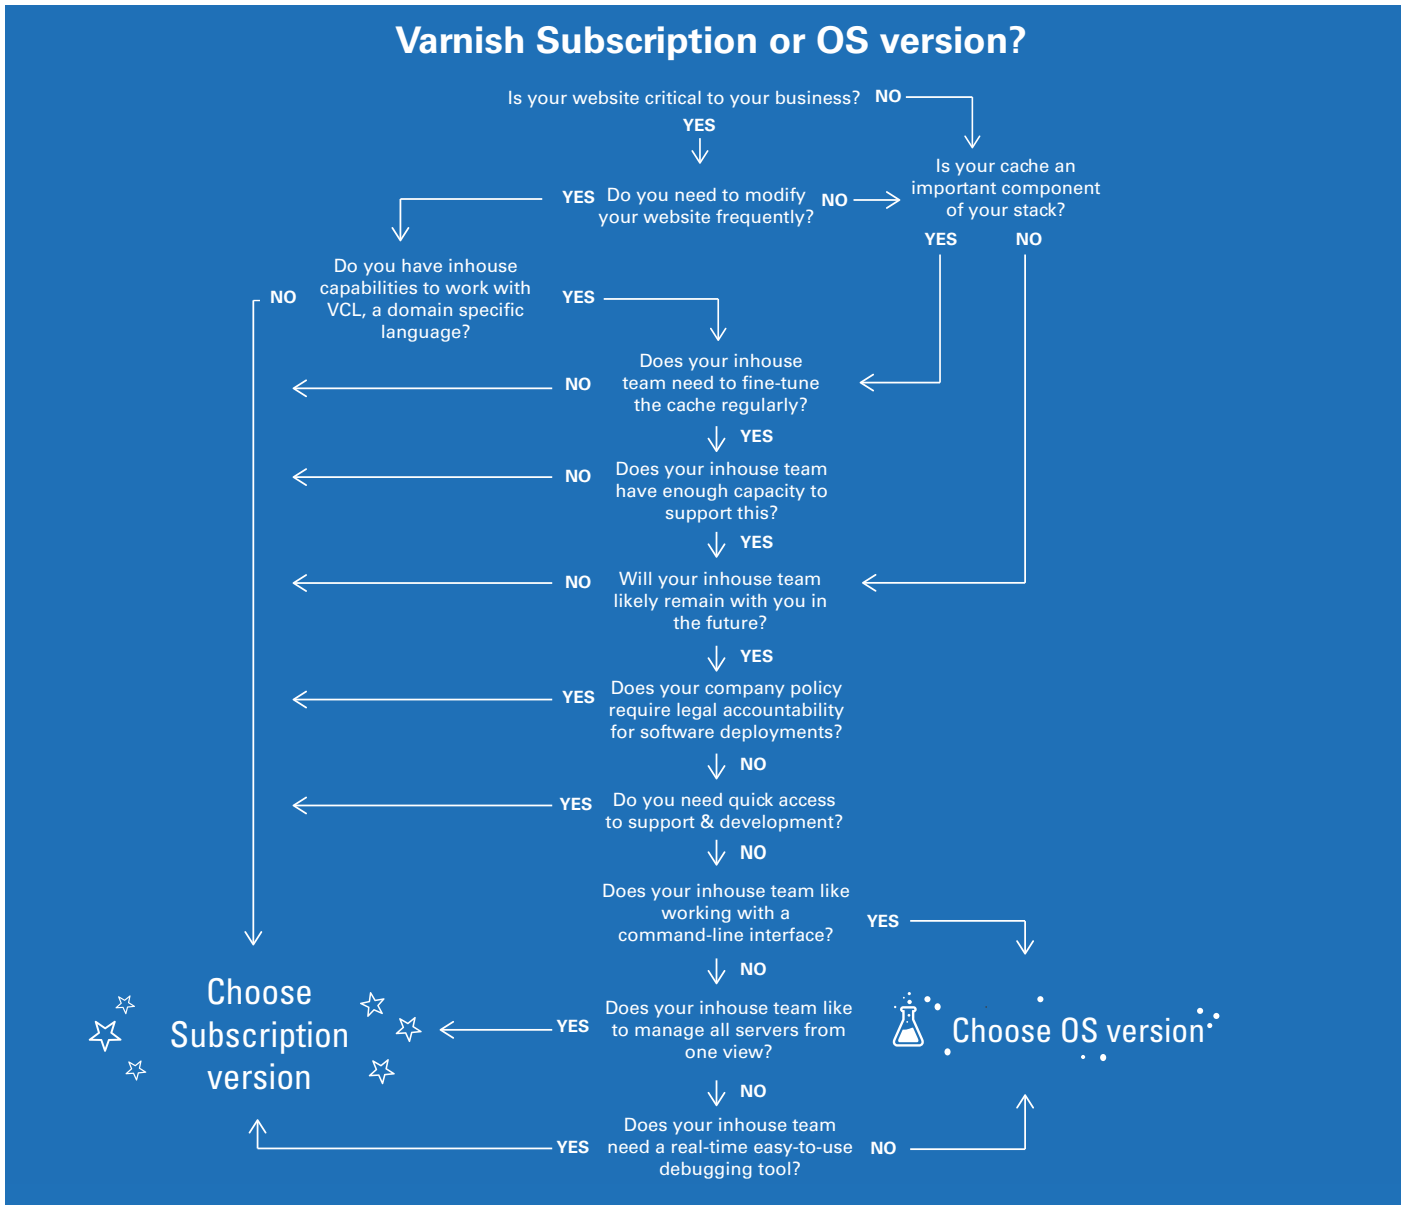 Varnish Subscription or OS version?
Is your website critical to your business? NO
YES
Is your cache an
important component
of your stack?
YES Do you need to modify
your website frequently? NO
YES NO
Do you have inhouse
capabilities to work with
VCL, a domain specific
language?
NO
YES
Does your inhouse
team need to fine-tune
the cache regularly?
NO
YES
Does your inhouse team
have enough capacity to
support this?
NO
YES
Will your inhouse team
likely remain with you in
the future?
NO
YES
Does your company policy
require legal accountability
for software deployments?
YES
NO
Do you need quick access
to support & development?
YES
NO
Does your inhouse team like
working with a
command-line interface?
YES
NO
Does your inhouse team like
to manage all servers from
one view?
YES
NO
Choose
Subscription
version
Choose OS version
Does your inhouse team
need a real-time easy-to-use
debugging tool?
YES
NO